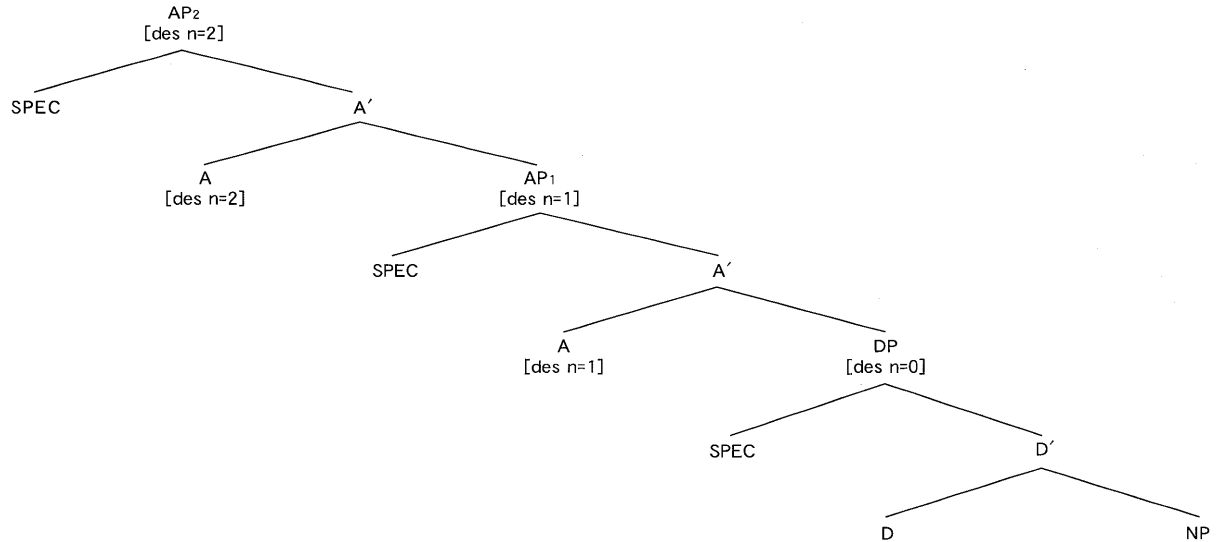 AP₂
[des n=2]
SPEC
A′
A
[des n=2]
AP₁
[des n=1]
SPEC
A′
A
[des n=1]
DP
[des n=0]
SPEC
D′
D
NP